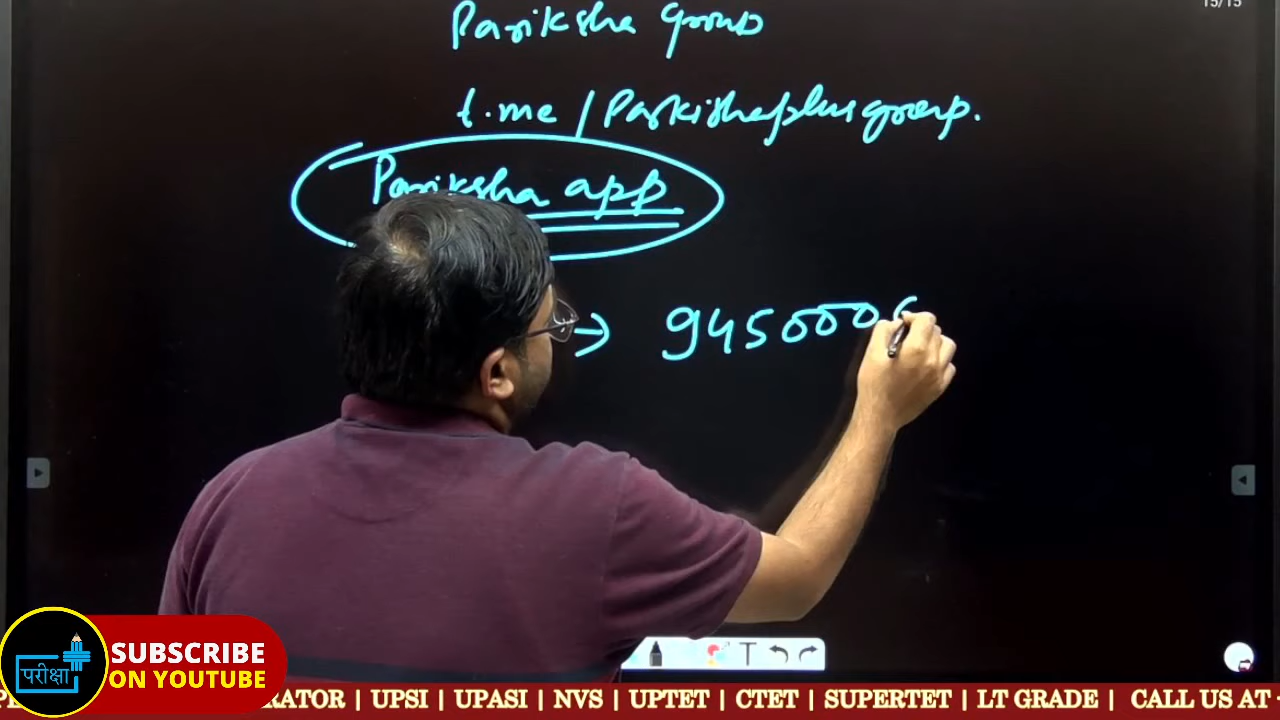 15/15
Pariksha group
t.me/Parkishaplusgroup.
Pariksha app
→ 945000
T
परीक्षा
SUBSCRIBE
ON YOUTUBE
RATOR | UPSI | UPASI | NVS | UPTET | CTET | SUPERTET | LT GRADE | CALL US AT